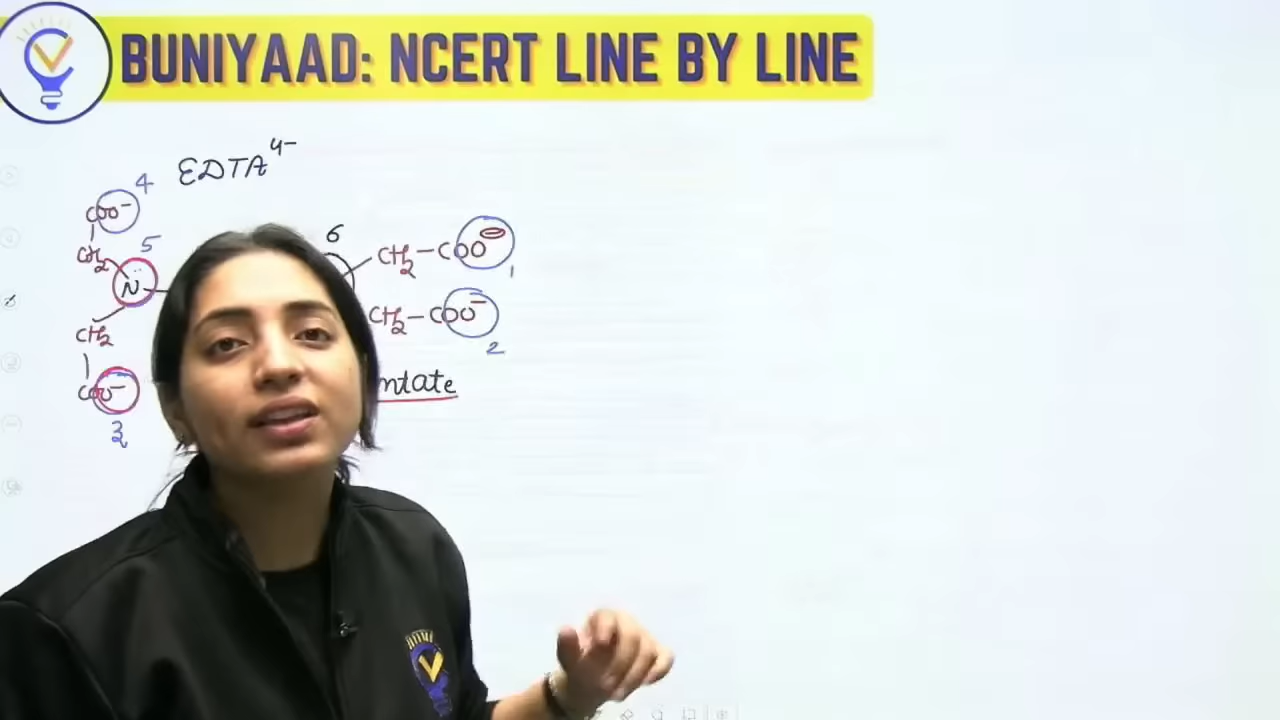 BUNIYAAD: NCERT LINE BY LINE
EDTA⁴⁻
COO⁻ 4
CH₂ 5
N̈
CH₂
COO⁻
3
6
CH₂–COO⊖
1
CH₂–COO⁻
2